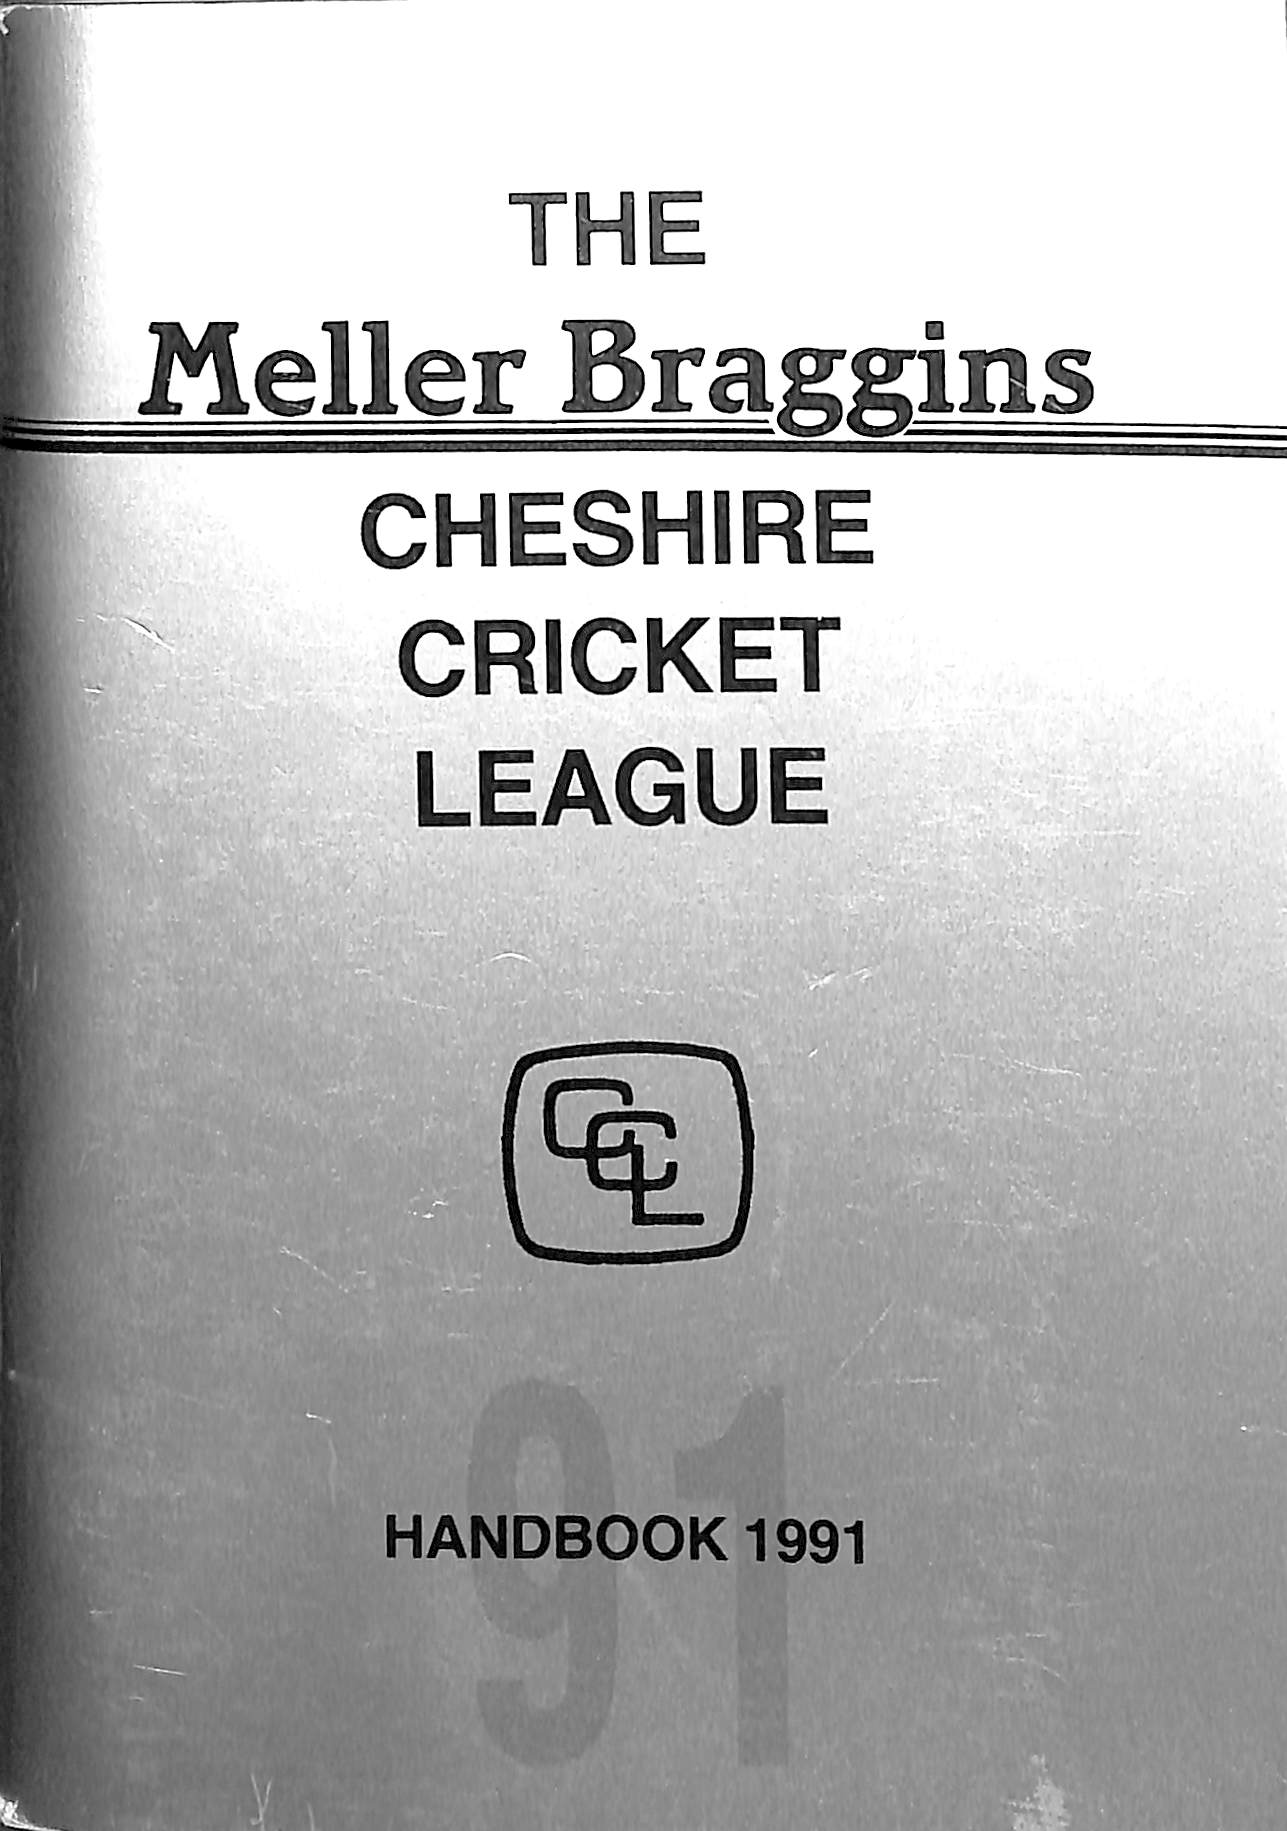 THE
Meller Braggins
CHESHIRE
CRICKET
LEAGUE
CCL
91
HANDBOOK 1991